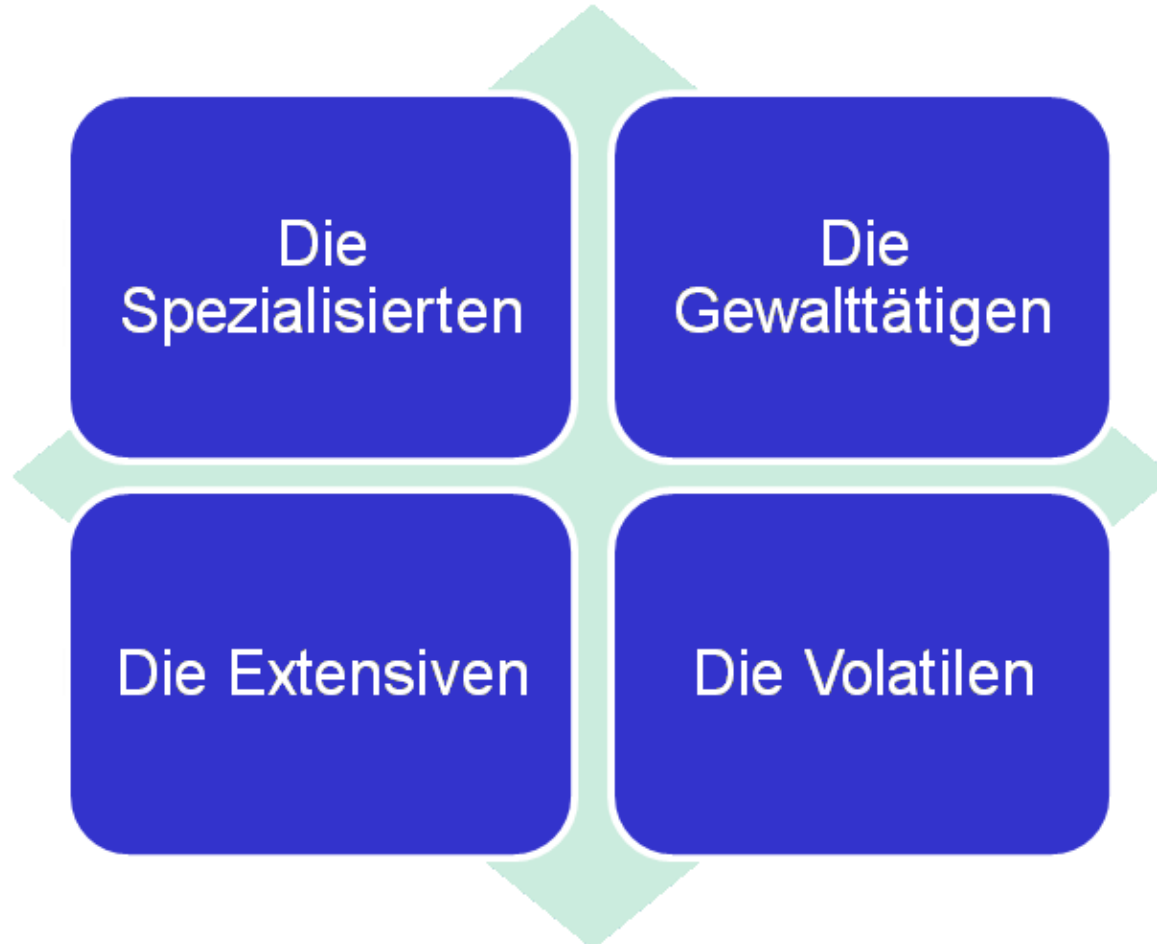 Die
Spezialisierten
Die
Gewalttätigen
Die Extensiven
Die Volatilen